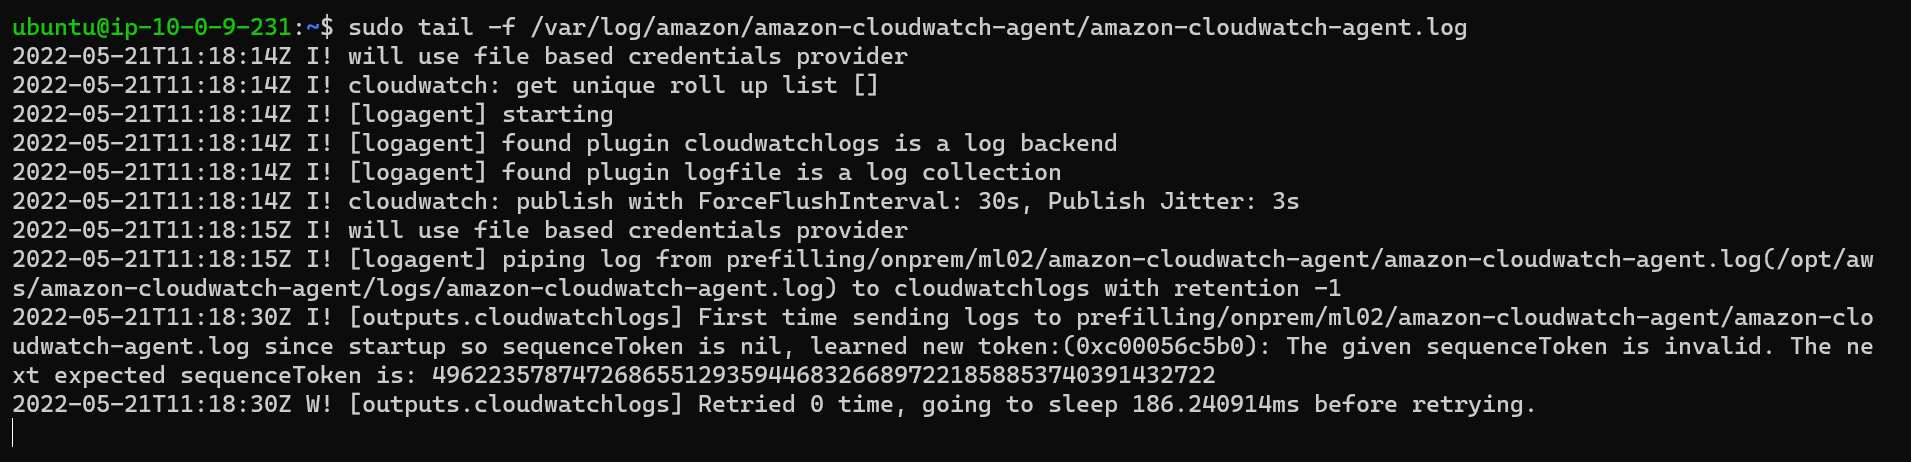 ubuntu@ip-10-0-9-231:~$ sudo tail -f /var/log/amazon/amazon-cloudwatch-agent/amazon-cloudwatch-agent.log
2022-05-21T11:18:14Z I! will use file based credentials provider
2022-05-21T11:18:14Z I! cloudwatch: get unique roll up list []
2022-05-21T11:18:14Z I! [logagent] starting
2022-05-21T11:18:14Z I! [logagent] found plugin cloudwatchlogs is a log backend
2022-05-21T11:18:14Z I! [logagent] found plugin logfile is a log collection
2022-05-21T11:18:14Z I! cloudwatch: publish with ForceFlushInterval: 30s, Publish Jitter: 3s
2022-05-21T11:18:15Z I! will use file based credentials provider
2022-05-21T11:18:15Z I! [logagent] piping log from prefilling/onprem/ml02/amazon-cloudwatch-agent/amazon-cloudwatch-agent.log(/opt/aw
s/amazon-cloudwatch-agent/logs/amazon-cloudwatch-agent.log) to cloudwatchlogs with retention -1
2022-05-21T11:18:30Z I! [outputs.cloudwatchlogs] First time sending logs to prefilling/onprem/ml02/amazon-cloudwatch-agent/amazon-clo
udwatch-agent.log since startup so sequenceToken is nil, learned new token:(0xc00056c5b0): The given sequenceToken is invalid. The ne
xt expected sequenceToken is: 49622357874726865512935944683266897221858853740391432722
2022-05-21T11:18:30Z W! [outputs.cloudwatchlogs] Retried 0 time, going to sleep 186.240914ms before retrying.